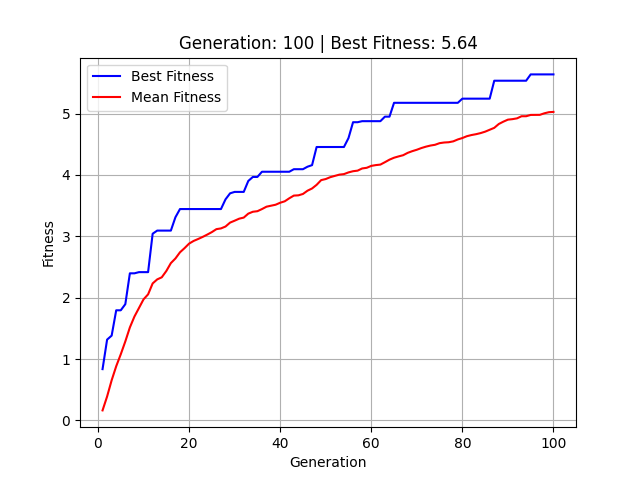 Generation: 100 | Best Fitness: 5.64
Best Fitness
Mean Fitness
Fitness
5
4
3
2
1
0
0 20 40 60 80 100
Generation